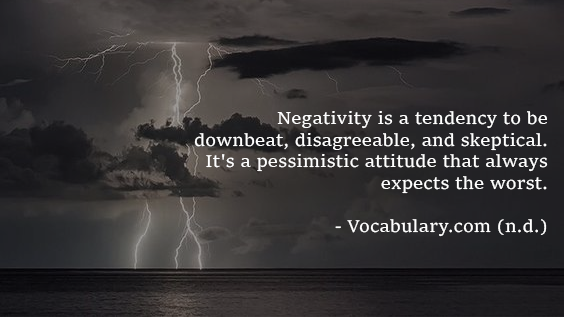 Negativity is a tendency to be
downbeat, disagreeable, and skeptical.
It's a pessimistic attitude that always
expects the worst.
- Vocabulary.com (n.d.)